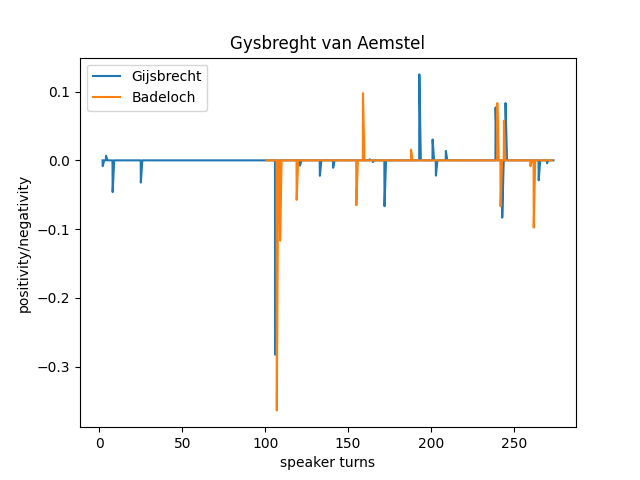 Gysbreght van Aemstel
Gijsbrecht
Badeloch
positivity/negativity
0.1
0.0
−0.1
−0.2
−0.3
0 50 100 150 200 250
speaker turns